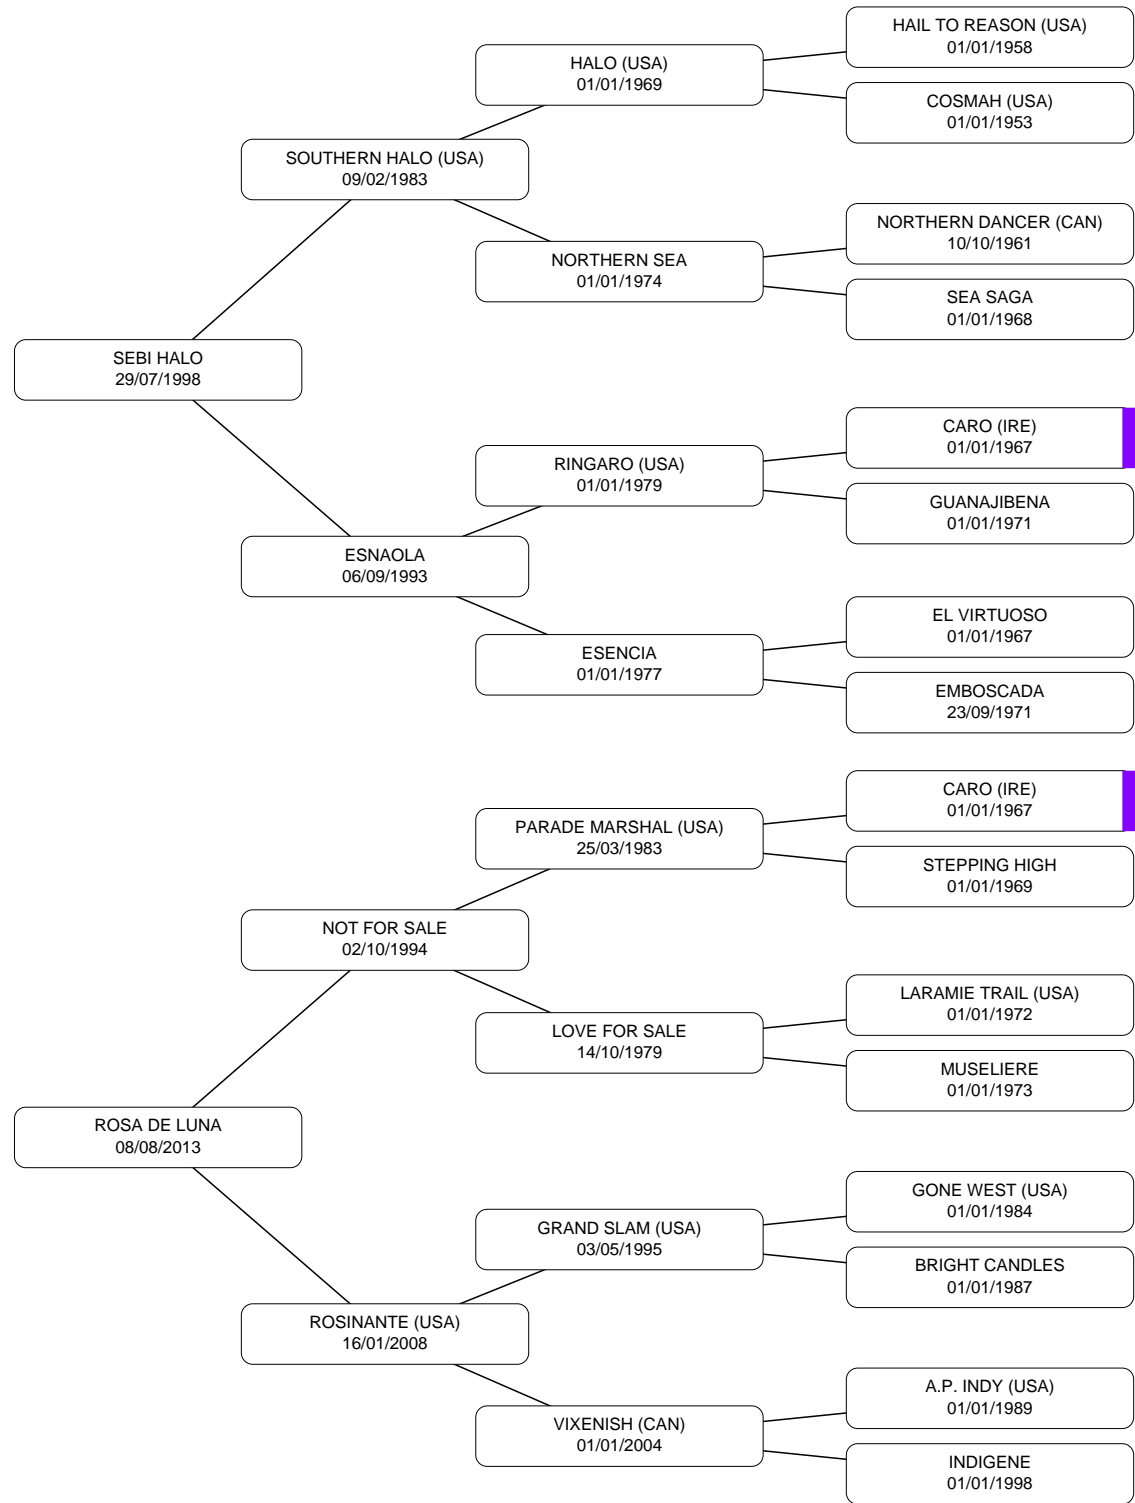 HAIL TO REASON (USA)
01/01/1958
HALO (USA)
01/01/1969
COSMAH (USA)
01/01/1953
SOUTHERN HALO (USA)
09/02/1983
NORTHERN DANCER (CAN)
10/10/1961
NORTHERN SEA
01/01/1974
SEA SAGA
01/01/1968
SEBI HALO
29/07/1998
CARO (IRE)
01/01/1967
RINGARO (USA)
01/01/1979
GUANAJIBENA
01/01/1971
ESNAOLA
06/09/1993
EL VIRTUOSO
01/01/1967
ESENCIA
01/01/1977
EMBOSCADA
23/09/1971
CARO (IRE)
01/01/1967
PARADE MARSHAL (USA)
25/03/1983
STEPPING HIGH
01/01/1969
NOT FOR SALE
02/10/1994
LARAMIE TRAIL (USA)
01/01/1972
LOVE FOR SALE
14/10/1979
MUSELIERE
01/01/1973
ROSA DE LUNA
08/08/2013
GONE WEST (USA)
01/01/1984
GRAND SLAM (USA)
03/05/1995
BRIGHT CANDLES
01/01/1987
ROSINANTE (USA)
16/01/2008
A.P. INDY (USA)
01/01/1989
VIXENISH (CAN)
01/01/2004
INDIGENE
01/01/1998